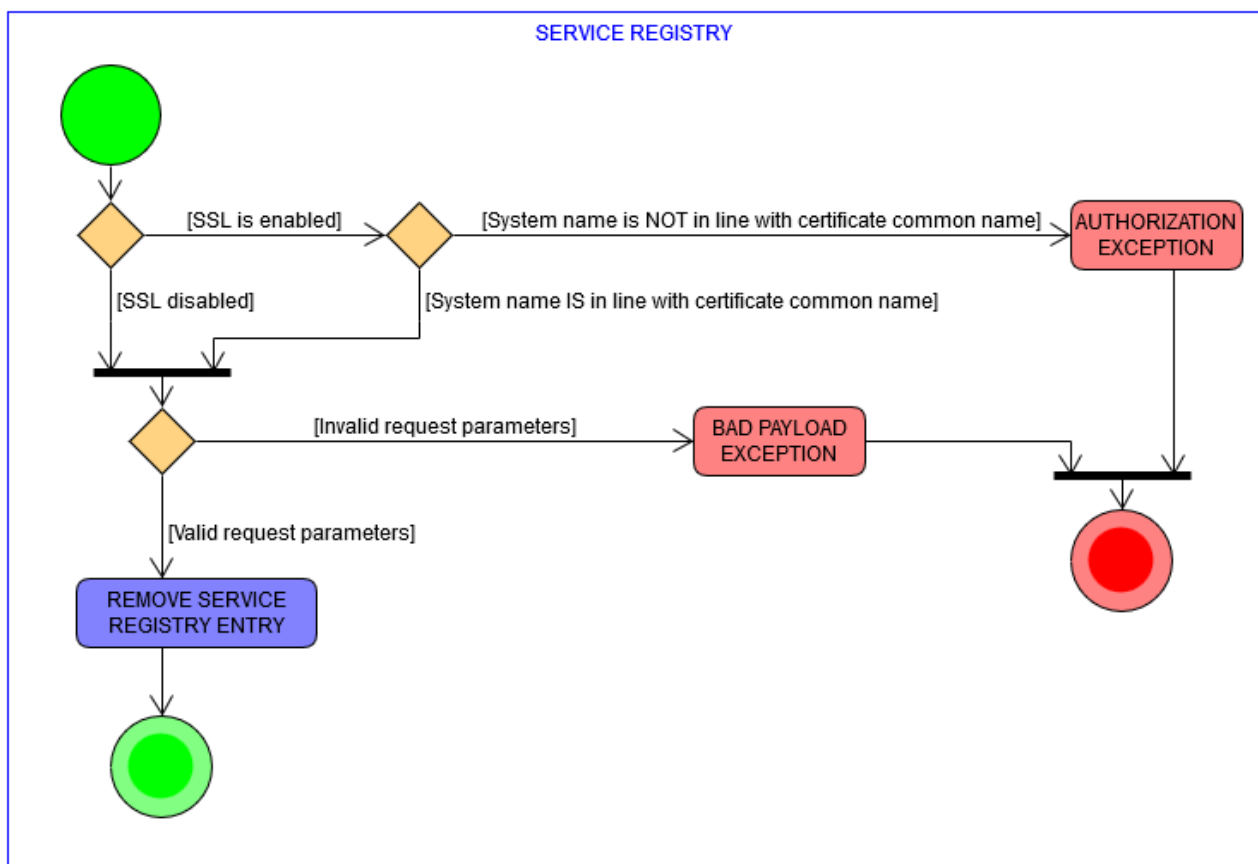 SERVICE REGISTRY
[SSL is enabled]
[System name is NOT in line with certificate common name]
AUTHORIZATION
EXCEPTION
[SSL disabled]
[System name IS in line with certificate common name]
[Invalid request parameters]
BAD PAYLOAD
EXCEPTION
[Valid request parameters]
REMOVE SERVICE
REGISTRY ENTRY